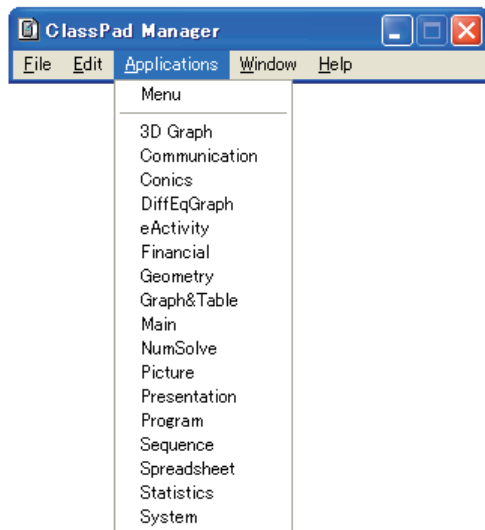 ClassPad Manager
File Edit Applications Window Help
Menu
3D Graph
Communication
Conics
DiffEqGraph
eActivity
Financial
Geometry
Graph&Table
Main
NumSolve
Picture
Presentation
Program
Sequence
Spreadsheet
Statistics
System